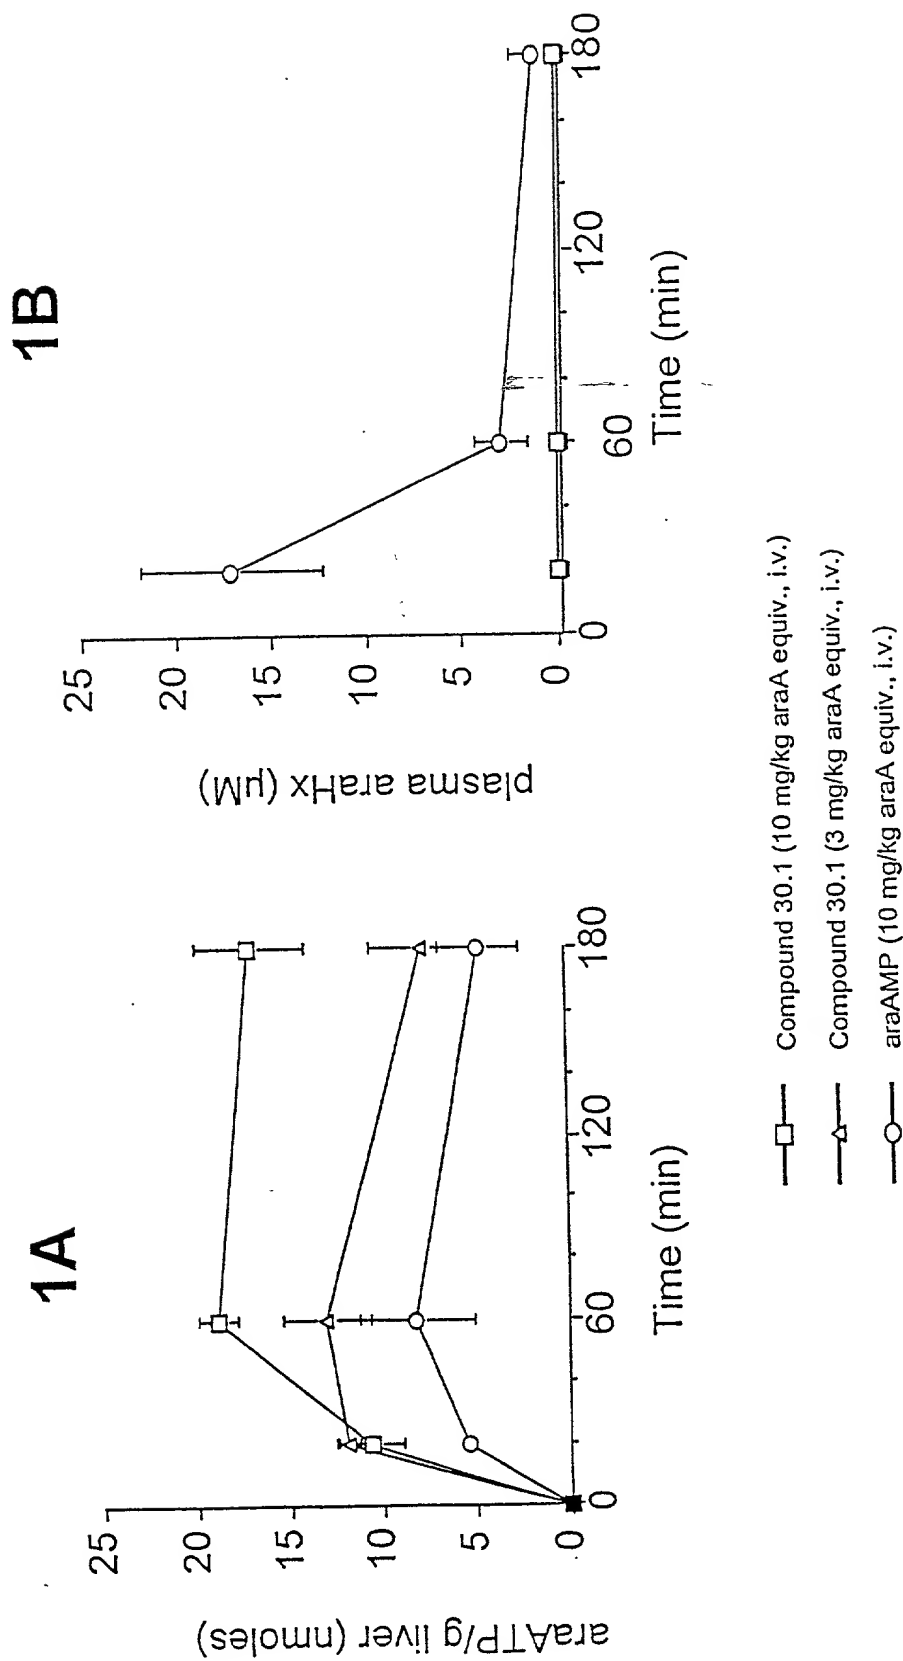 1A
araATP/g liver (nmoles)
25
20
15
10
5
0
0
60
120
180
Time (min)
1B
plasma araHx (µM)
25
20
15
10
5
0
0
60
120
180
Time (min)
Compound 30.1 (10 mg/kg araA equiv., i.v.)
Compound 30.1 (3 mg/kg araA equiv., i.v.)
araAMP (10 mg/kg araA equiv., i.v.)